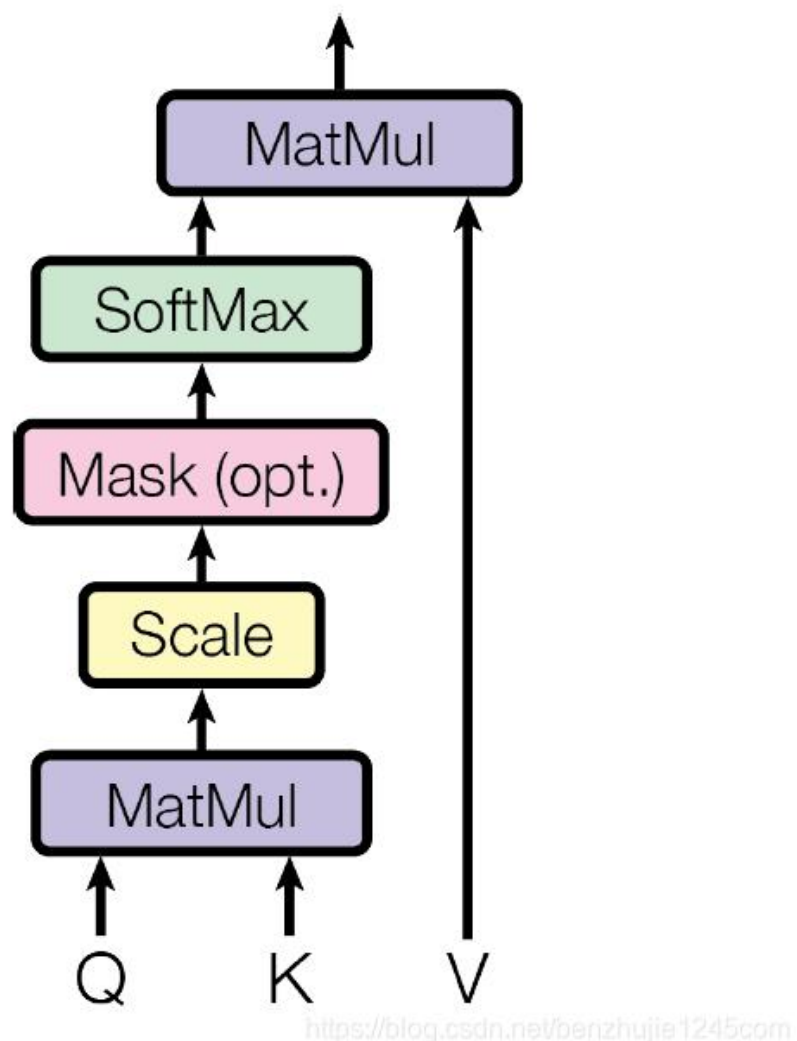 MatMul
SoftMax
Mask (opt.)
Scale
MatMul
Q K V
https://blog.csdn.net/benzhujie1245com